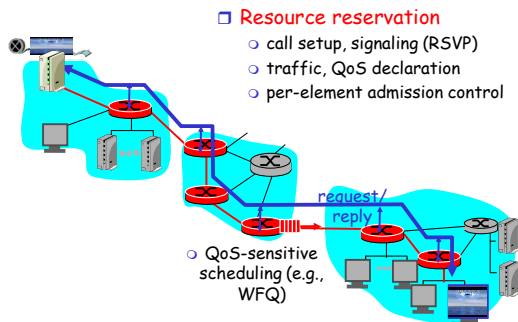 Resource reservation
call setup, signaling (RSVP)
traffic, QoS declaration
per-element admission control
request/
reply
QoS-sensitive
scheduling (e.g.,
WFQ)